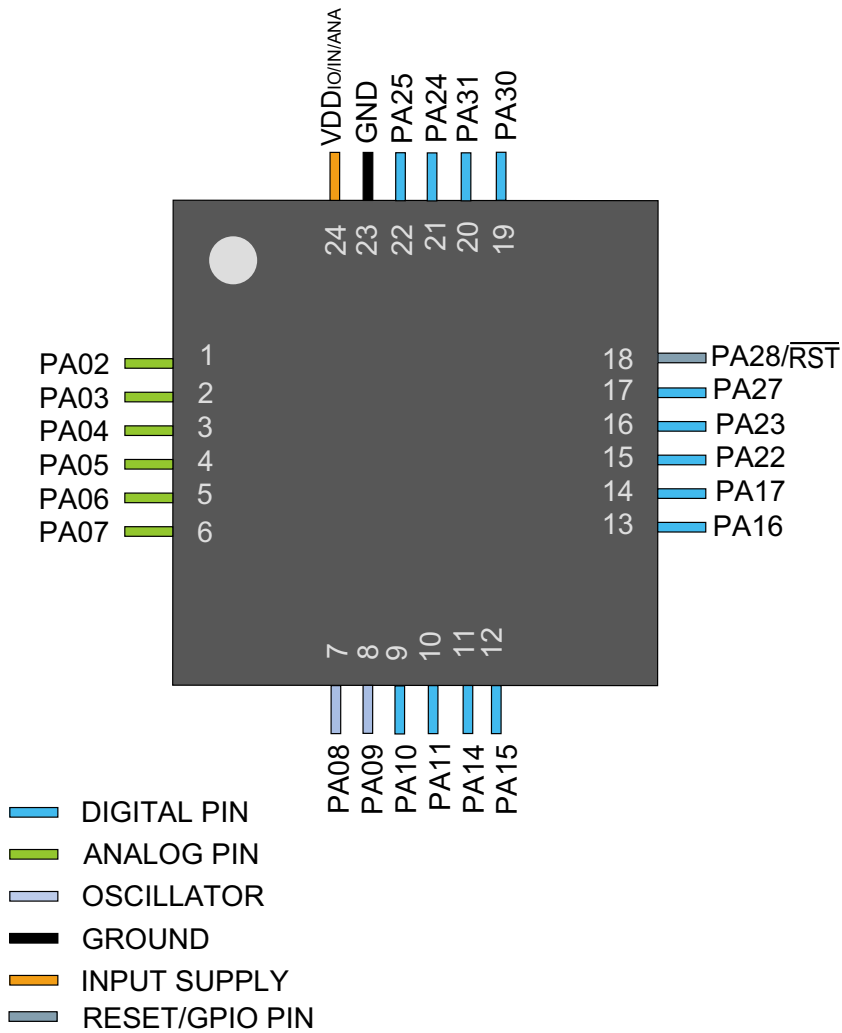 VDDIO/IN/ANA
GND
PA25
PA24
PA31
PA30
24
23
22
21
20
19
PA02 1
PA03 2
PA04 3
PA05 4
PA06 5
PA07 6
18 PA28/R̅S̅T̅
17 PA27
16 PA23
15 PA22
14 PA17
13 PA16
7
8
9
10
11
12
PA08
PA09
PA10
PA11
PA14
PA15
DIGITAL PIN
ANALOG PIN
OSCILLATOR
GROUND
INPUT SUPPLY
RESET/GPIO PIN